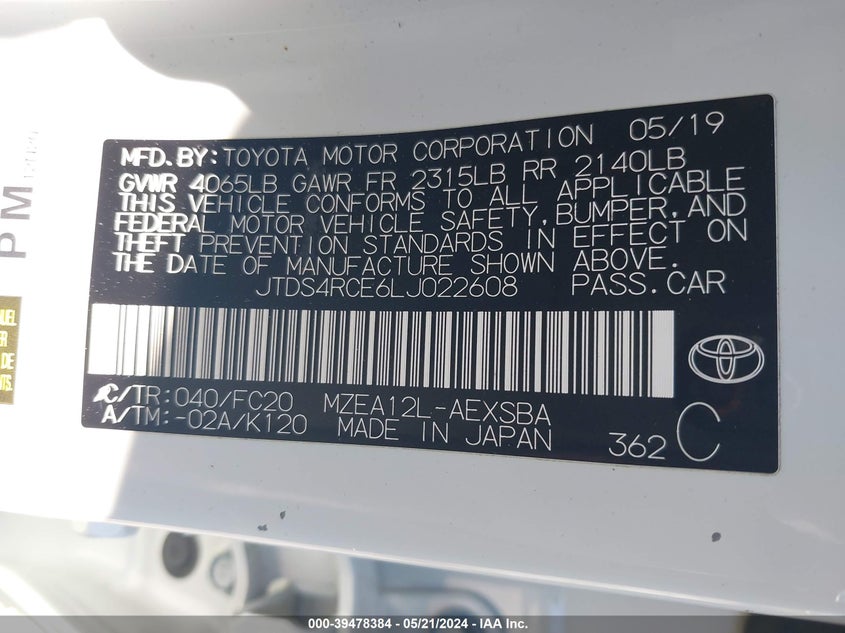 MFD. BY: TOYOTA MOTOR CORPORATION 05/19
GVWR 4065LB GAWR FR 2315LB RR 2140LB
THIS VEHICLE CONFORMS TO ALL APPLICABLE
FEDERAL MOTOR VEHICLE SAFETY, BUMPER, AND
THEFT PREVENTION STANDARDS IN EFFECT ON
THE DATE OF MANUFACTURE SHOWN ABOVE.
JTDS4RCE6LJ022608 PASS. CAR
C/TR: 040/FC20 MZEA12L-AEXSBA
A/TM: -02A/K120 MADE IN JAPAN 362 C
PM
DE
000-39478384 - 05/21/2024 - IAA Inc.